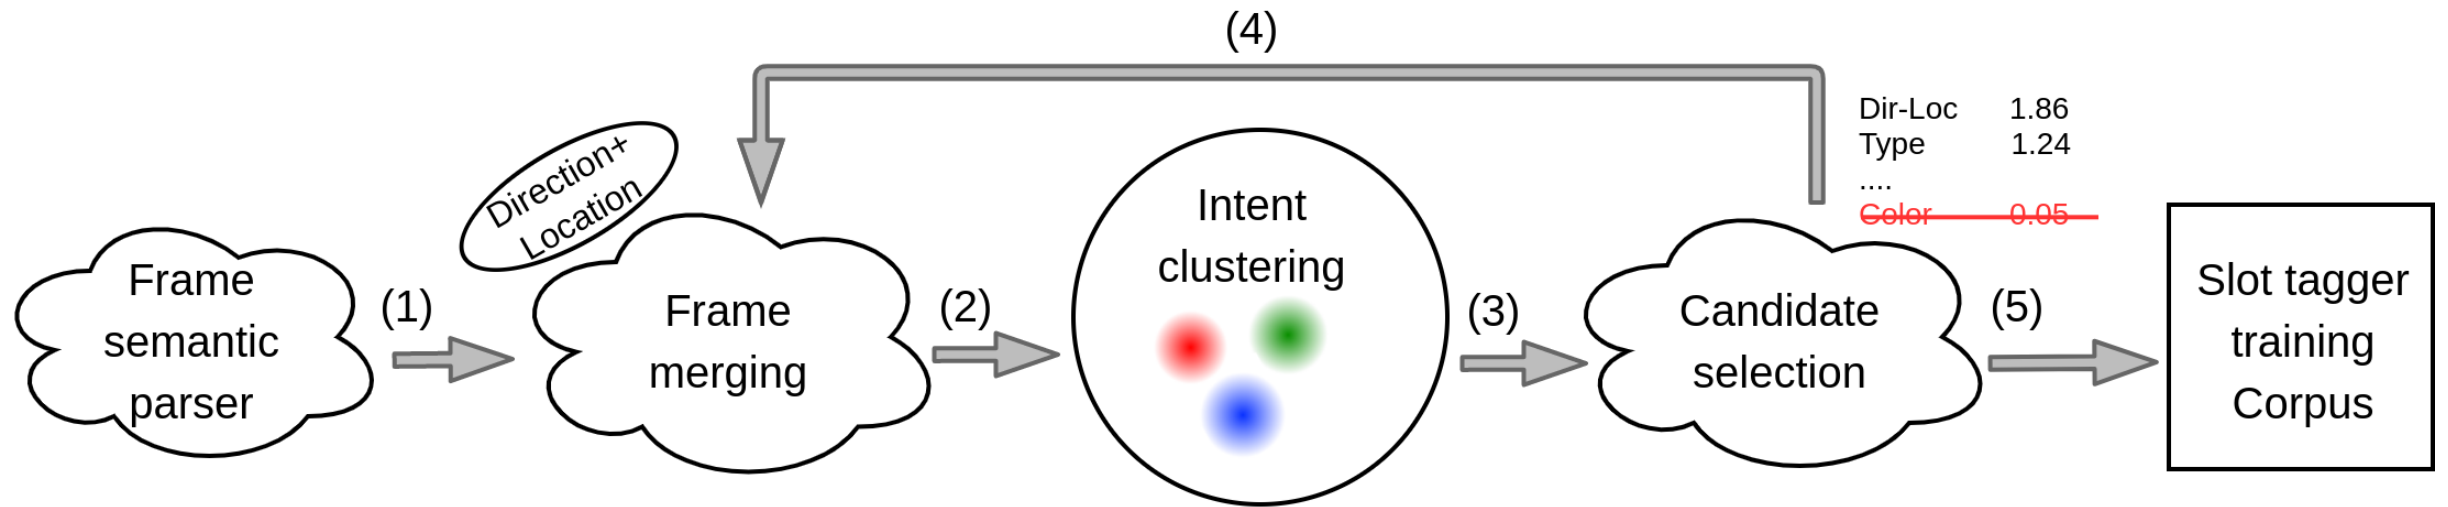 (4)
Dir-Loc 1.86
Type 1.24
....
Color 0.05
Direction+
Location
Frame
semantic
parser
(1)
Frame
merging
(2)
Intent
clustering
(3)
Candidate
selection
(5)
Slot tagger
training
Corpus